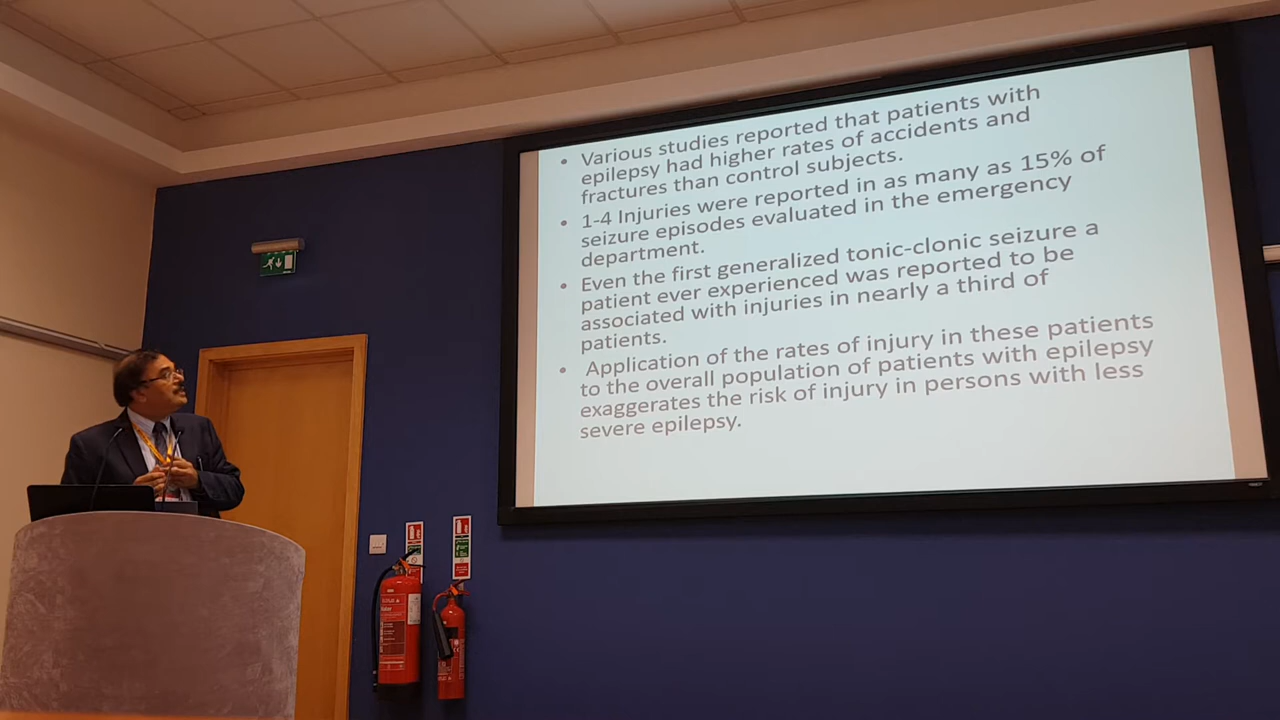 • Various studies reported that patients with
epilepsy had higher rates of accidents and
fractures than control subjects.
• 1-4 Injuries were reported in as many as 15% of
seizure episodes evaluated in the emergency
department.
• Even the first generalized tonic-clonic seizure a
patient ever experienced was reported to be
associated with injuries in nearly a third of
patients.
• Application of the rates of injury in these patients
to the overall population of patients with epilepsy
exaggerates the risk of injury in persons with less
severe epilepsy.
Water